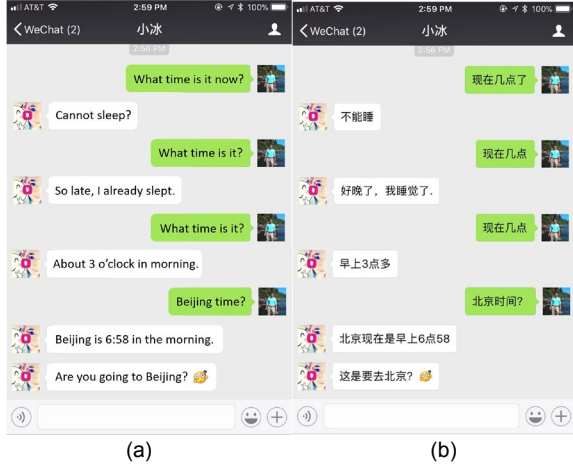 AT&T 2:59 PM 100%
WeChat (2) 小冰
2:56 PM
What time is it now?
Cannot sleep?
What time is it?
So late, I already slept.
What time is it?
About 3 o'clock in morning.
Beijing time?
Beijing is 6:58 in the morning.
Are you going to Beijing?
(a)
AT&T 2:59 PM 100%
WeChat (2) 小冰
2:56 PM
现在几点了
不能睡
现在几点
好晚了，我睡觉了.
现在几点
早上3点多
北京时间？
北京现在是早上6点58
这是要去北京？
(b)